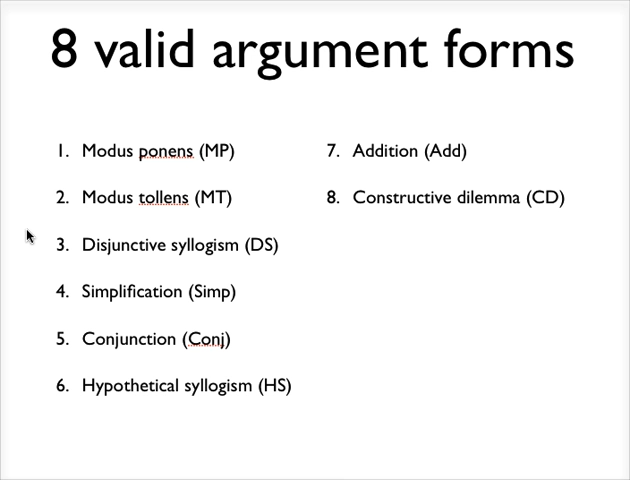 8 valid argument forms
1. Modus ponens (MP)
2. Modus tollens (MT)
3. Disjunctive syllogism (DS)
4. Simplification (Simp)
5. Conjunction (Conj)
6. Hypothetical syllogism (HS)
7. Addition (Add)
8. Constructive dilemma (CD)